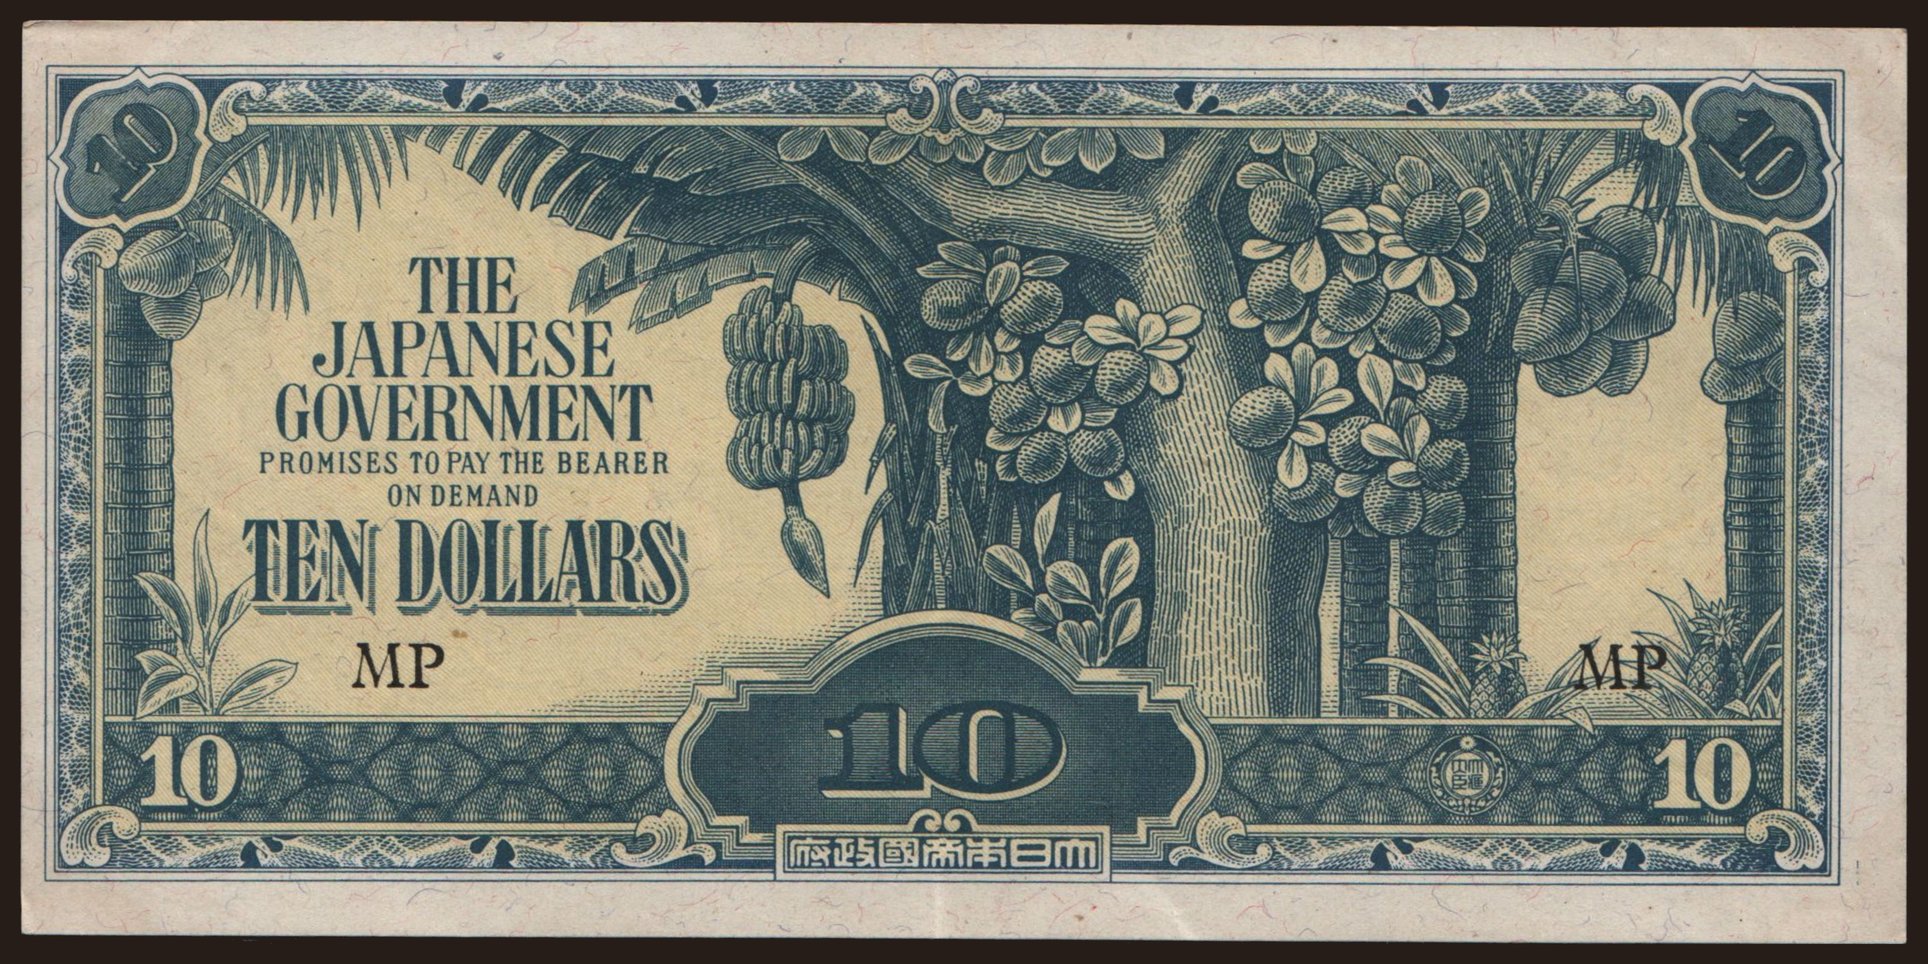 10 10
THE
JAPANESE
GOVERNMENT
PROMISES TO PAY THE BEARER
ON DEMAND
TEN DOLLARS
MP MP
10 10 10
府政國帝本日大